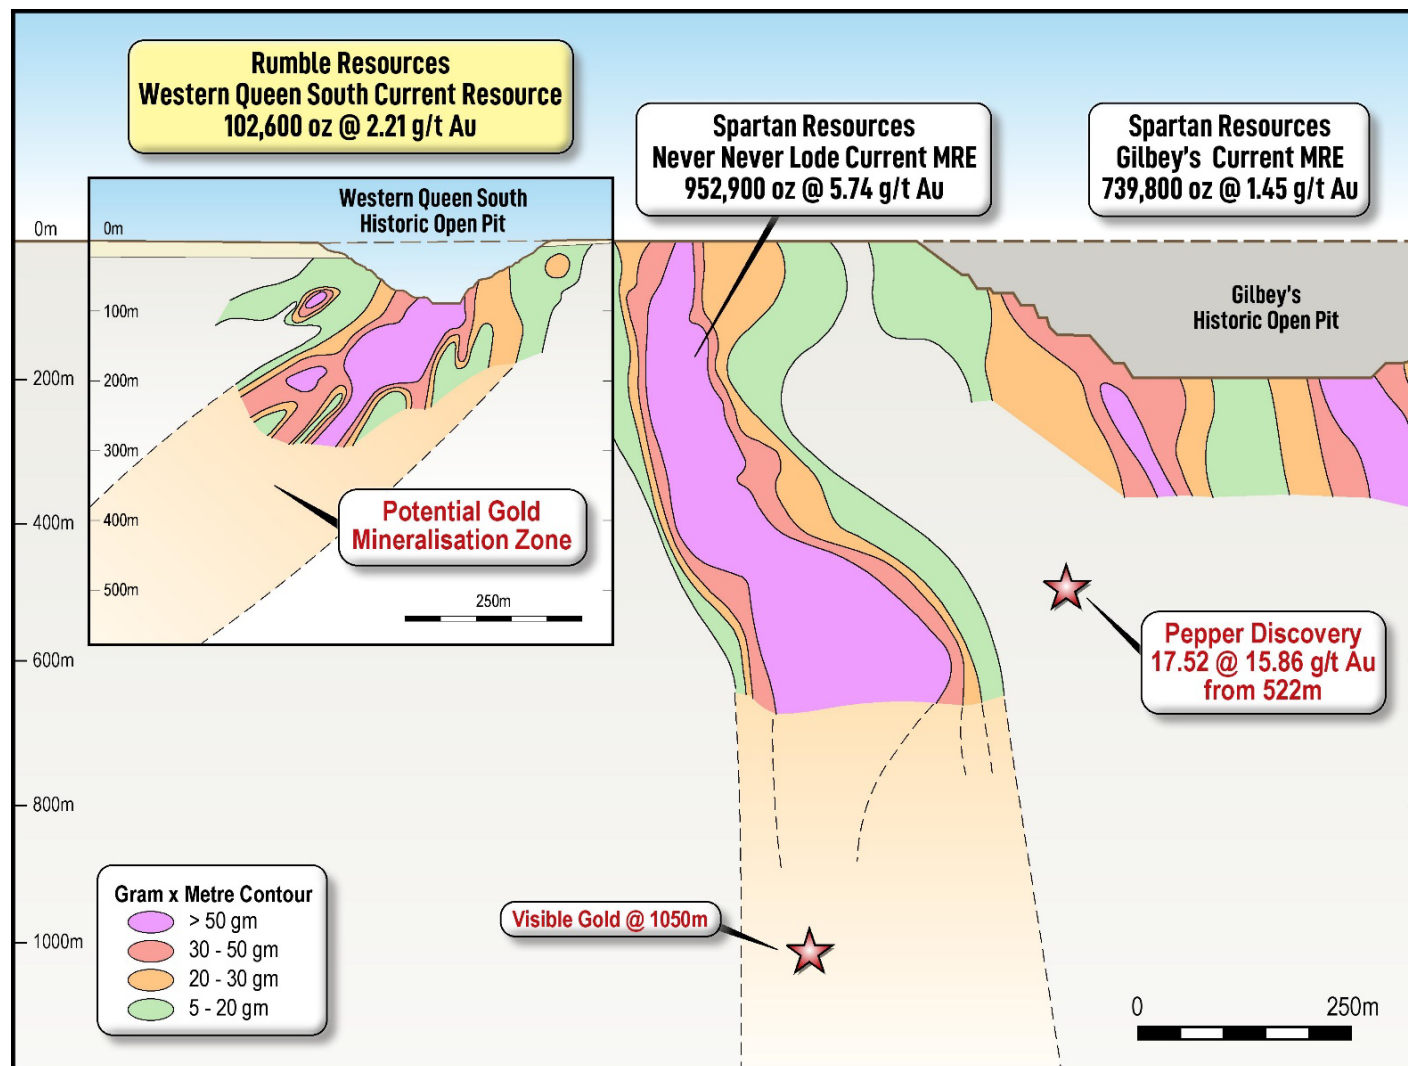 Rumble Resources
Western Queen South Current Resource
102,600 oz @ 2.21 g/t Au
Spartan Resources
Never Never Lode Current MRE
952,900 oz @ 5.74 g/t Au
Spartan Resources
Gilbey's Current MRE
739,800 oz @ 1.45 g/t Au
Western Queen South
Historic Open Pit
0m
0m
100m
200m
200m
300m
400m
400m
500m
600m
800m
1000m
Gilbey's
Historic Open Pit
Potential Gold
Mineralisation Zone
250m
Pepper Discovery
17.52 @ 15.86 g/t Au
from 522m
Visible Gold @ 1050m
Gram x Metre Contour
> 50 gm
30 - 50 gm
20 - 30 gm
5 - 20 gm
0 250m